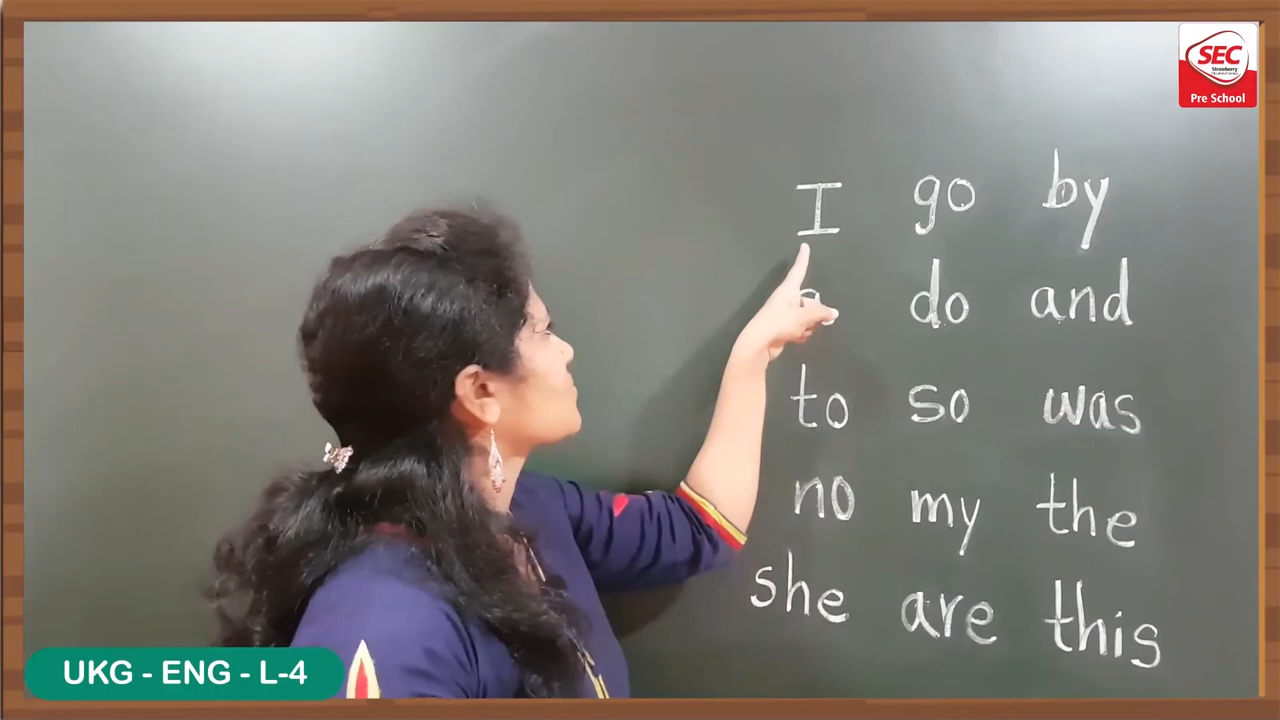 SEC
Strawberry
Pre School
I go by
do and
to so was
no my the
she are this
UKG - ENG - L-4